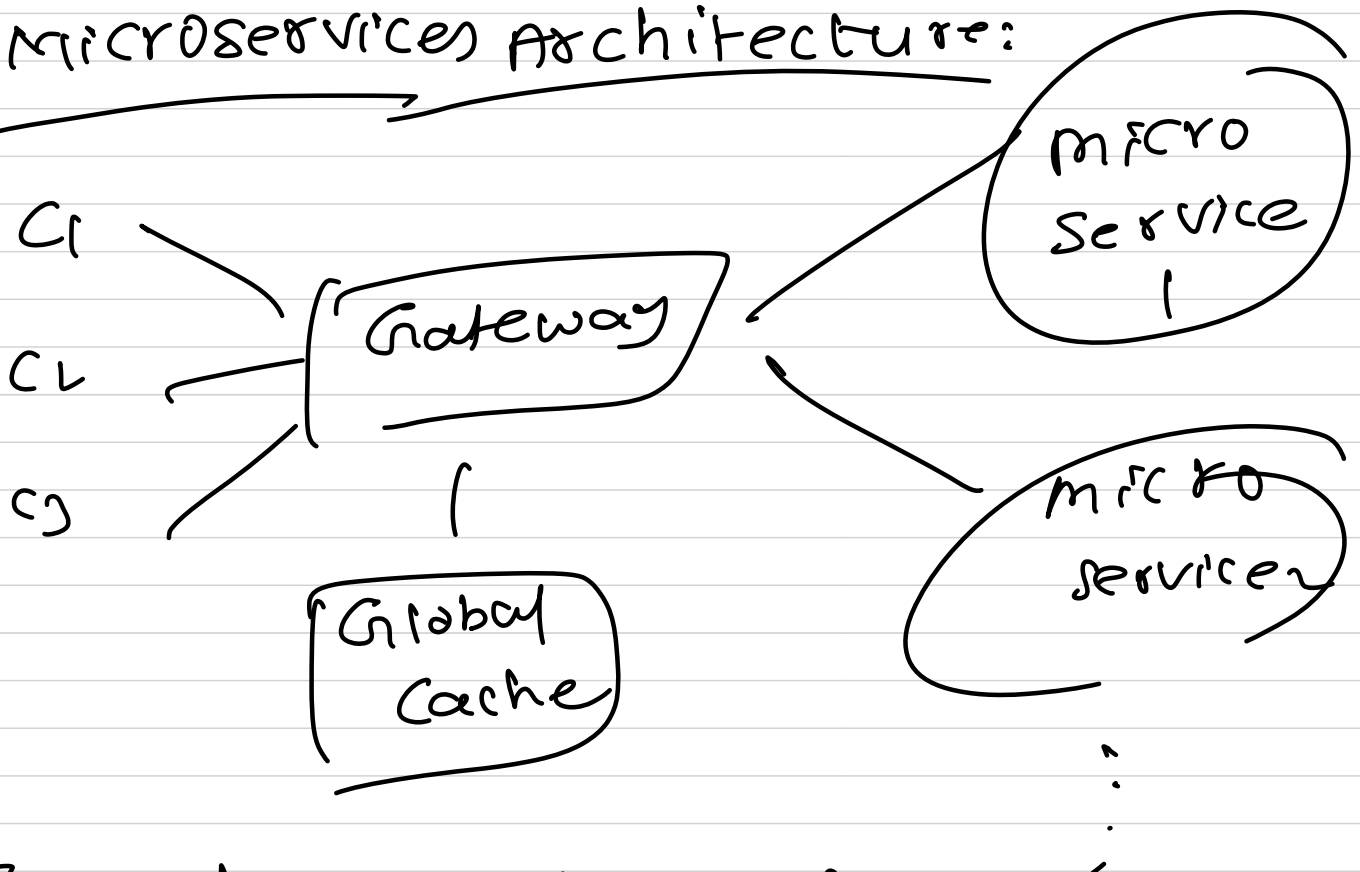 Microservices Architecture:
C1
Gateway
micro
service
1
C2
C3
micro
service2
Global
Cache